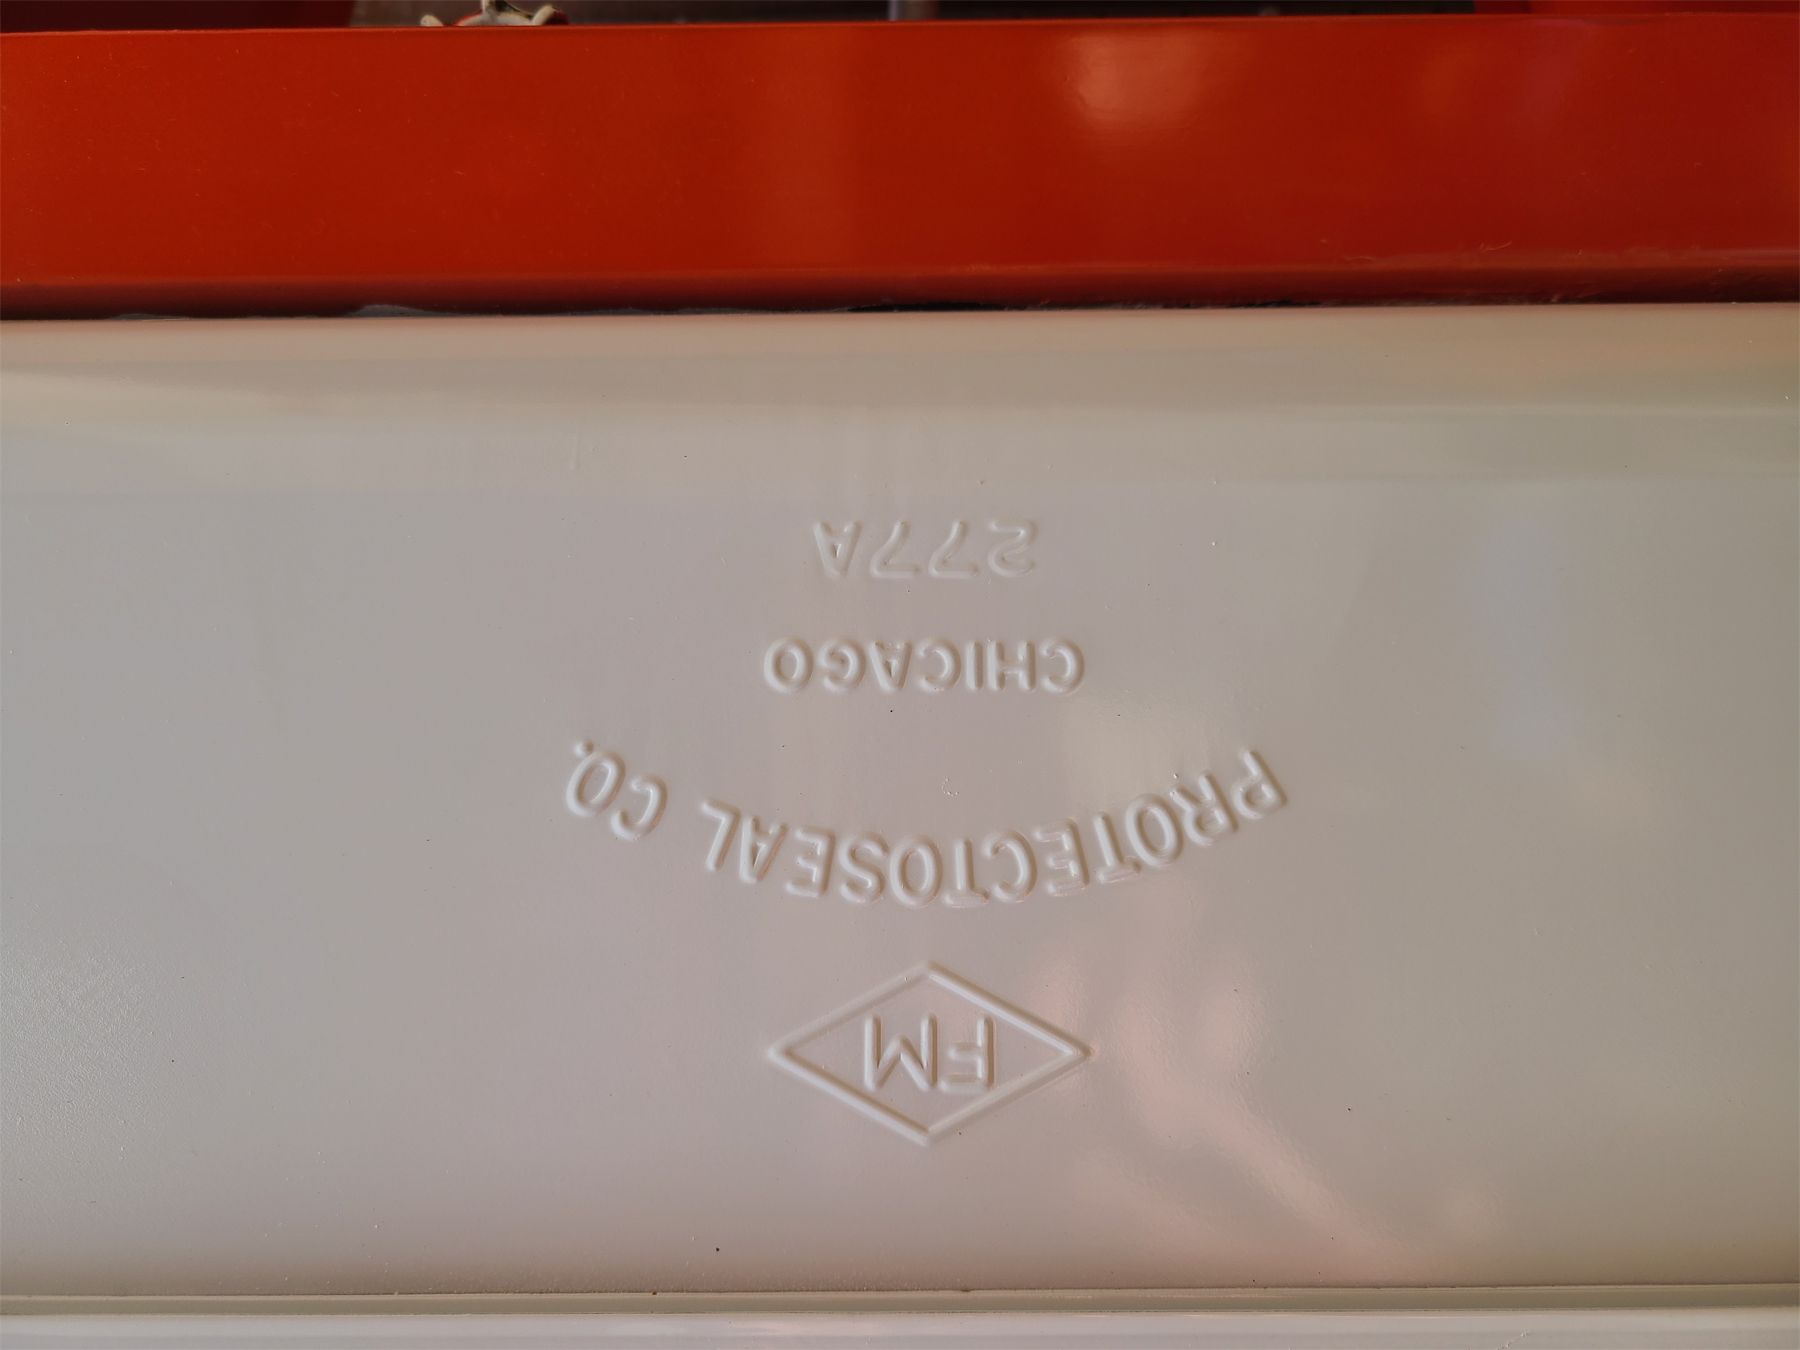 FM
PROTECTOSEAL CO.
CHICAGO
277A